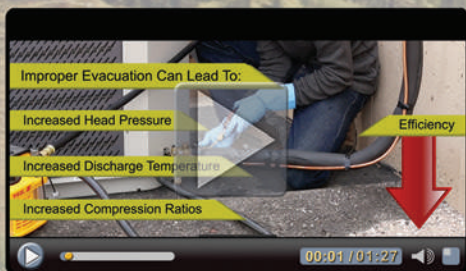 Improper Evacuation Can Lead To:
Increased Head Pressure
Efficiency
Increased Discharge Temperature
Increased Compression Ratios
00:01 / 01:27